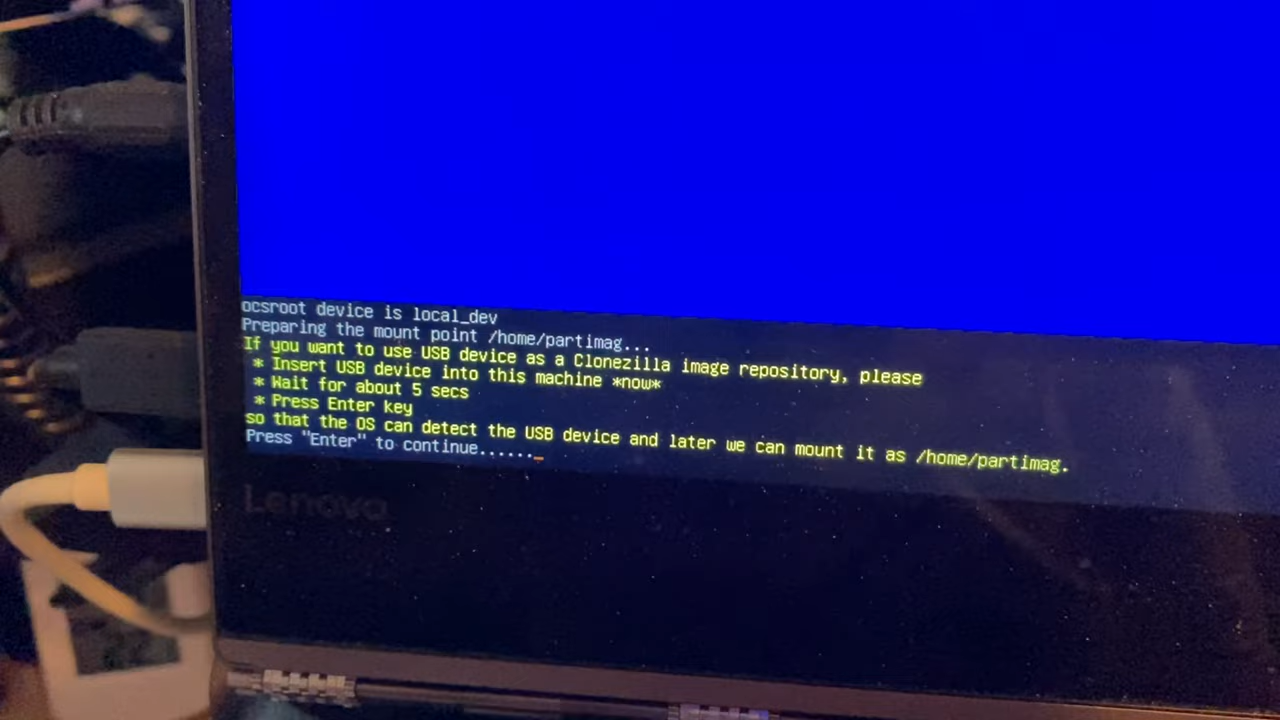 ocsroot device is local_dev
Preparing the mount point /home/partimag...
If you want to use USB device as a Clonezilla image repository, please
* Insert USB device into this machine *now*
* Wait for about 5 secs
* Press Enter key
so that the OS can detect the USB device and later we can mount it as /home/partimag.
Press "Enter" to continue......
Lenovo